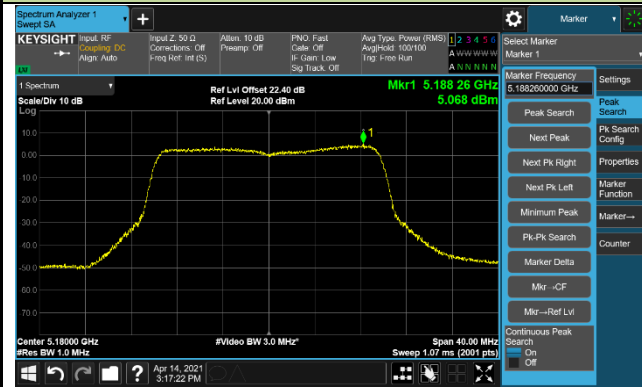 Spectrum Analyzer 1
Swept SA
+
Marker
KEYSIGHT
Input: RF
Coupling: DC
Align: Auto
Input Z: 50 Ω
Corrections: Off
Freq Ref: Int (S)
Atten: 10 dB
Preamp: Off
PNO: Fast
Gate: Off
IF Gain: Low
Sig Track: Off
Avg Type: Power (RMS)
Avg|Hold: 100/100
Trig: Free Run
1 2 3 4 5 6
A W W W W W
A N N N N N
LXI
Select Marker
Marker 1
1 Spectrum
Scale/Div 10 dB
Log
Ref Lvl Offset 22.40 dB
Ref Level 20.00 dBm
Mkr1 5.188 26 GHz
5.068 dBm
10.0
0.00
-10.0
-20.0
-30.0
-40.0
-50.0
-60.0
-70.0
1
Center 5.18000 GHz
#Res BW 1.0 MHz
#Video BW 3.0 MHz*
Span 40.00 MHz
Sweep 1.07 ms (2001 pts)
Marker Frequency
5.188260000 GHz
Peak Search
Next Peak
Next Pk Right
Next Pk Left
Minimum Peak
Pk-Pk Search
Marker Delta
Mkr→CF
Mkr→Ref Lvl
Continuous Peak
Search
On
Off
Settings
Peak
Search
Pk Search
Config
Properties
Marker
Function
Marker→
Counter
?
Apr 14, 2021
3:17:22 PM